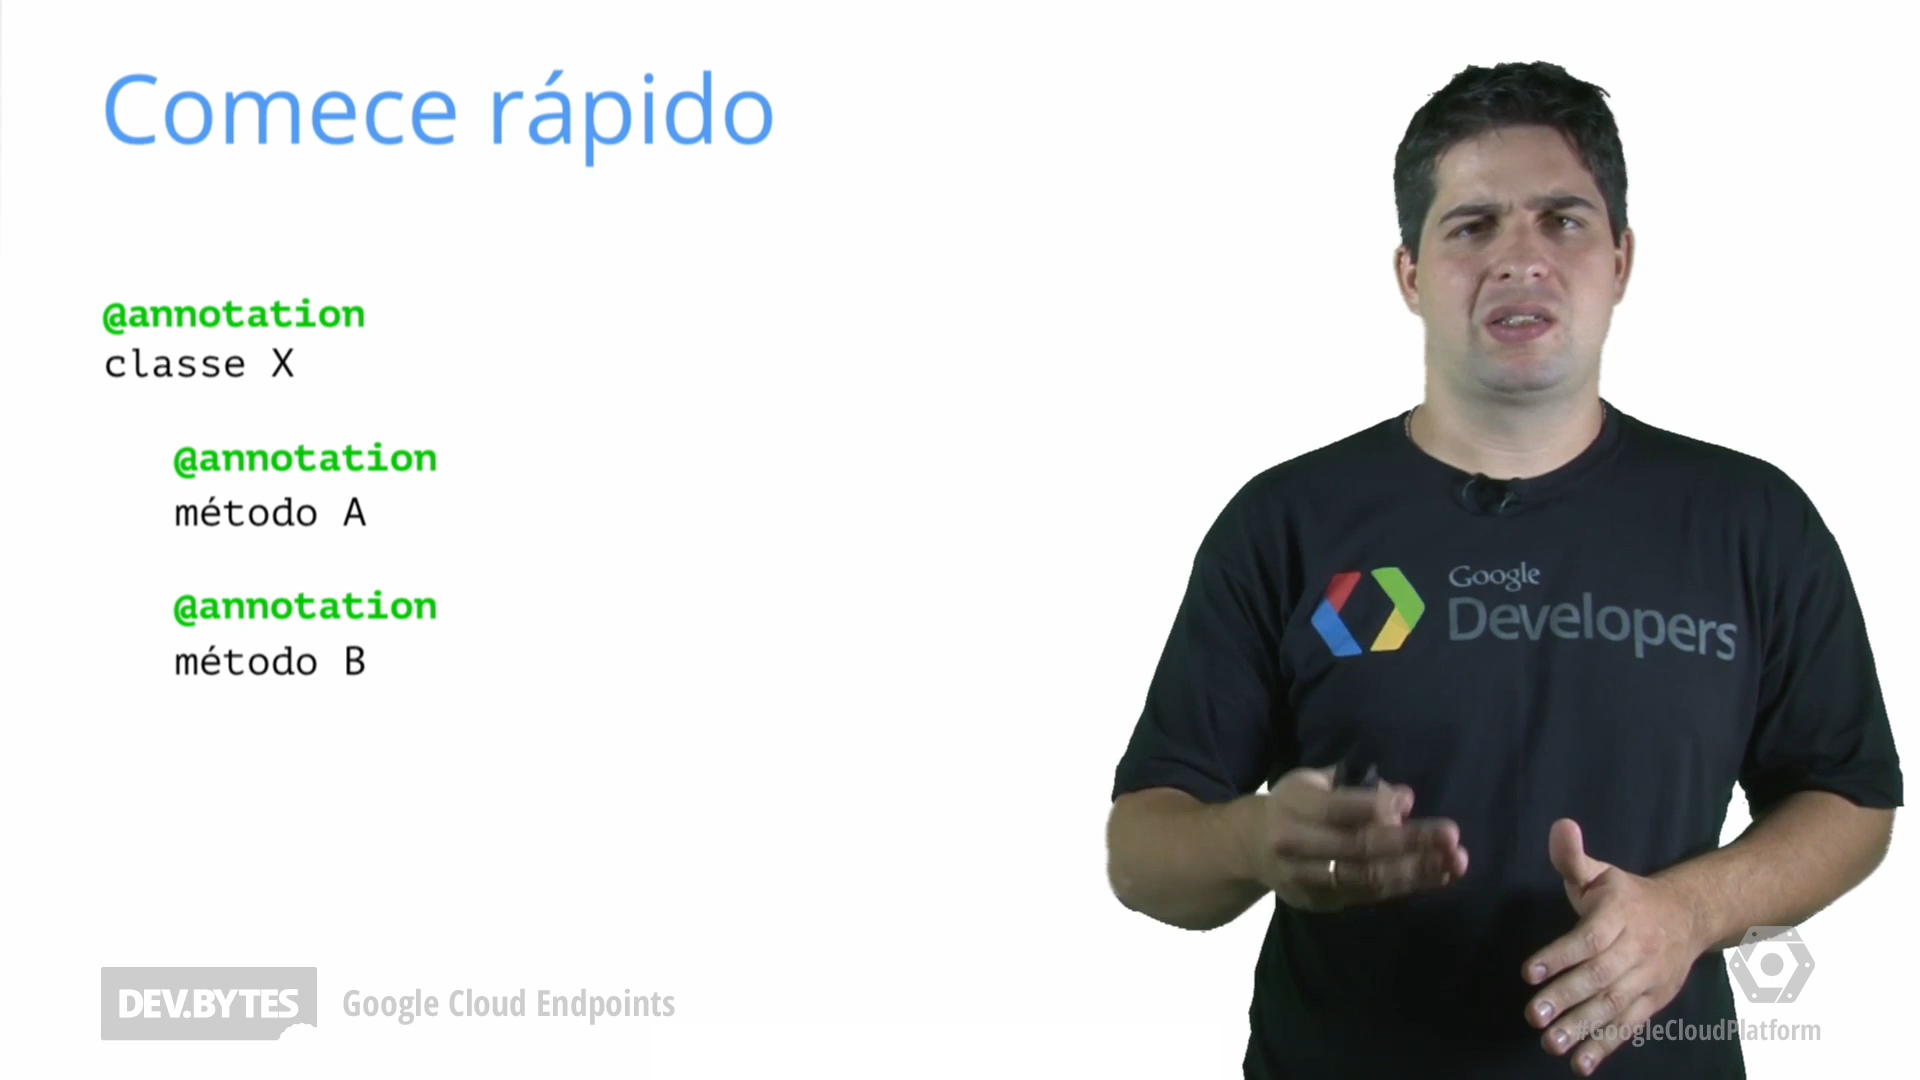 Comece rápido
@annotation
classe X
@annotation
método A
@annotation
método B
Google
Developers
DEV.BYTES
Google Cloud Endpoints
#GoogleCloudPlatform